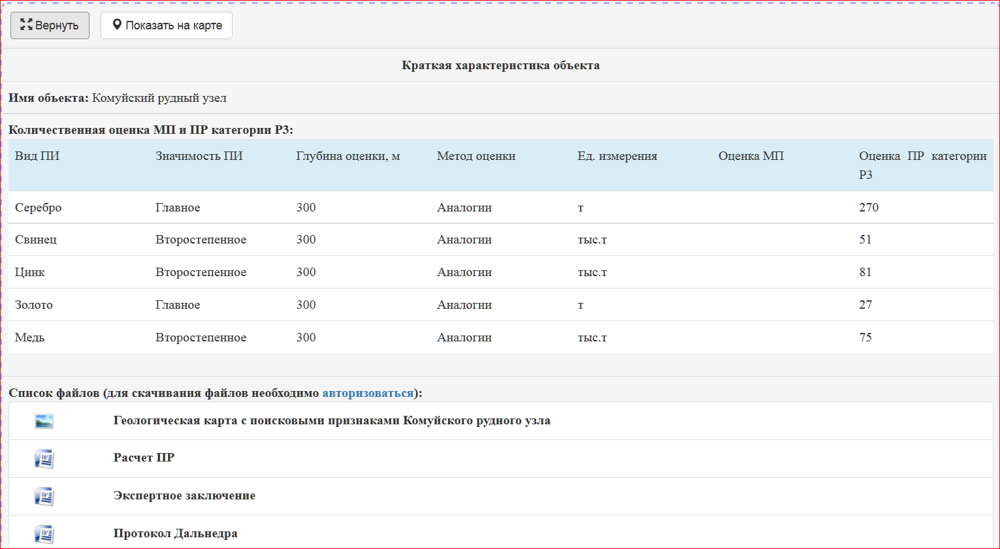 Вернуть Показать на карте
Краткая характеристика объекта
Имя объекта: Комуйский рудный узел
Количественная оценка МП и ПР категории Р3:
Вид ПИ Значимость ПИ Глубина оценки, м Метод оценки Ед. измерения Оценка МП Оценка ПР категории
Р3
Серебро Главное 300 Аналогии т 270
Свинец Второстепенное 300 Аналогии тыс.т 51
Цинк Второстепенное 300 Аналогии тыс.т 81
Золото Главное 300 Аналогии т 27
Медь Второстепенное 300 Аналогии тыс.т 75
Список файлов (для скачивания файлов необходимо авторизоваться):
Геологическая карта с поисковыми признаками Комуйского рудного узла
Расчет ПР
Экспертное заключение
Протокол Дальнедра